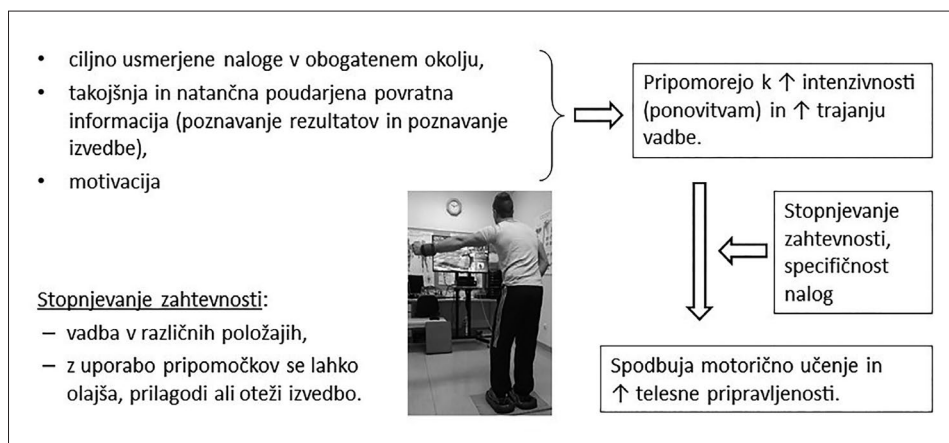 • ciljno usmerjene naloge v obogatenem okolju,
• takojšnja in natančna poudarjena povratna
informacija (poznavanje rezultatov in poznavanje
izvedbe),
• motivacija
Pripomorejo k ↑ intenzivnosti
(ponovitvam) in ↑ trajanju
vadbe.
Stopnjevanje
zahtevnosti,
specifičnost
nalog
Stopnjevanje zahtevnosti:
– vadba v različnih položajih,
– z uporabo pripomočkov se lahko
olajša, prilagodi ali oteži izvedbo.
Spodbuja motorično učenje in
↑ telesne pripravljenosti.